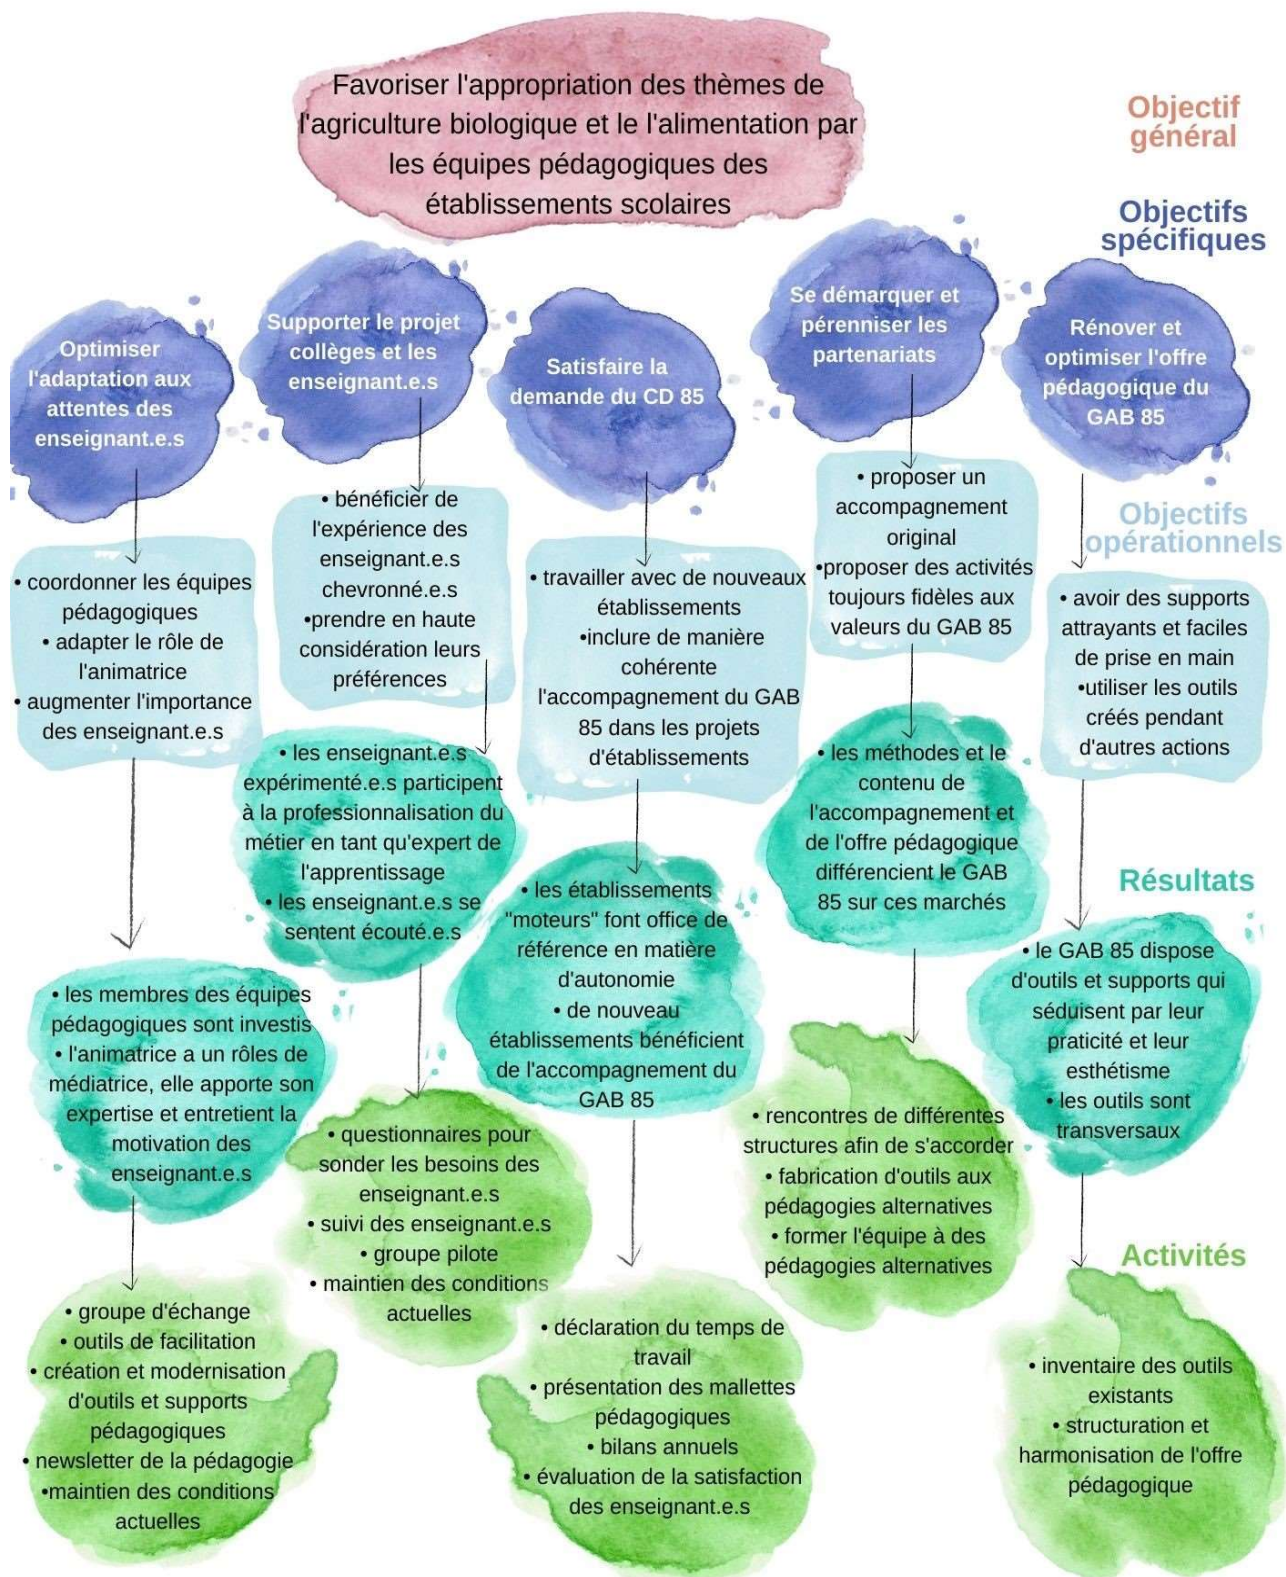 Favoriser l'appropriation des thèmes de
l'agriculture biologique et le l'alimentation par
les équipes pédagogiques des
établissements scolaires
Objectif
général
Objectifs
spécifiques
Optimiser
l'adaptation aux
attentes des
enseignant.e.s
Supporter le projet
collèges et les
enseignant.e.s
Satisfaire la
demande du CD 85
Se démarquer et
pérenniser les
partenariats
Rénover et
optimiser l'offre
pédagogique du
GAB 85
Objectifs
opérationnels
• coordonner les équipes
pédagogiques
• adapter le rôle de
l'animatrice
• augmenter l'importance
des enseignant.e.s
• bénéficier de
l'expérience des
enseignant.e.s
chevronné.e.s
•prendre en haute
considération leurs
préférences
• travailler avec de nouveaux
établissements
•inclure de manière
cohérente
l'accompagnement du GAB
85 dans les projets
d'établissements
• proposer un
accompagnement
original
•proposer des activités
toujours fidèles aux
valeurs du GAB 85
• avoir des supports
attrayants et faciles
de prise en main
•utiliser les outils
créés pendant
d'autres actions
Résultats
• les membres des équipes
pédagogiques sont investis
• l'animatrice a un rôles de
médiatrice, elle apporte son
expertise et entretient la
motivation des
enseignant.e.s
• les enseignant.e.s
expérimenté.e.s participent
à la professionnalisation du
métier en tant qu'expert de
l'apprentissage
• les enseignant.e.s se
sentent écouté.e.s
• les établissements
"moteurs" font office de
référence en matière
d'autonomie
• de nouveau
établissements bénéficient
de l'accompagnement du
GAB 85
• les méthodes et le
contenu de
l'accompagnement et
de l'offre pédagogique
différencient le GAB
85 sur ces marchés
• le GAB 85 dispose
d'outils et supports qui
séduisent par leur
praticité et leur
esthétisme
• les outils sont
transversaux
Activités
• groupe d'échange
• outils de facilitation
• création et modernisation
d'outils et supports
pédagogiques
• newsletter de la pédagogie
•maintien des conditions
actuelles
• questionnaires pour
sonder les besoins des
enseignant.e.s
• suivi des enseignant.e.s
• groupe pilote
• maintien des conditions
actuelles
• déclaration du temps de
travail
• présentation des mallettes
pédagogiques
• bilans annuels
• évaluation de la satisfaction
des enseignant.e.s
• rencontres de différentes
structures afin de s'accorder
• fabrication d'outils aux
pédagogies alternatives
• former l'équipe à des
pédagogies alternatives
• inventaire des outils
existants
• structuration et
harmonisation de l'offre
pédagogique